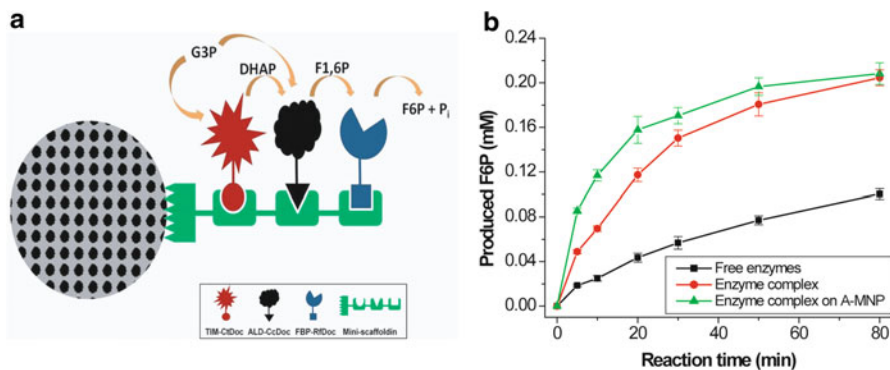 a
G3P
DHAP
F1,6P
F6P + Pi
TIM-CtDoc
ALD-CcDoc
FBP-RfDoc
Mini-scaffoldin
b
Produced F6P (mM)
0.24
0.20
0.16
0.12
0.08
0.04
0.00
Free enzymes
Enzyme complex
Enzyme complex on A-MNP
0
20
40
60
80
Reaction time (min)